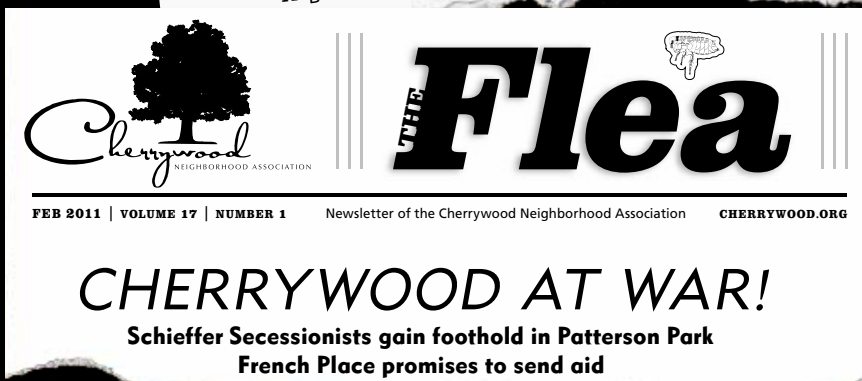 Cherrywood
NEIGHBORHOOD ASSOCIATION
THE Flea
FEB 2011 | VOLUME 17 | NUMBER 1 Newsletter of the Cherrywood Neighborhood Association CHERRYWOOD.ORG
CHERRYWOOD AT WAR!
Schieffer Secessionists gain foothold in Patterson Park
French Place promises to send aid